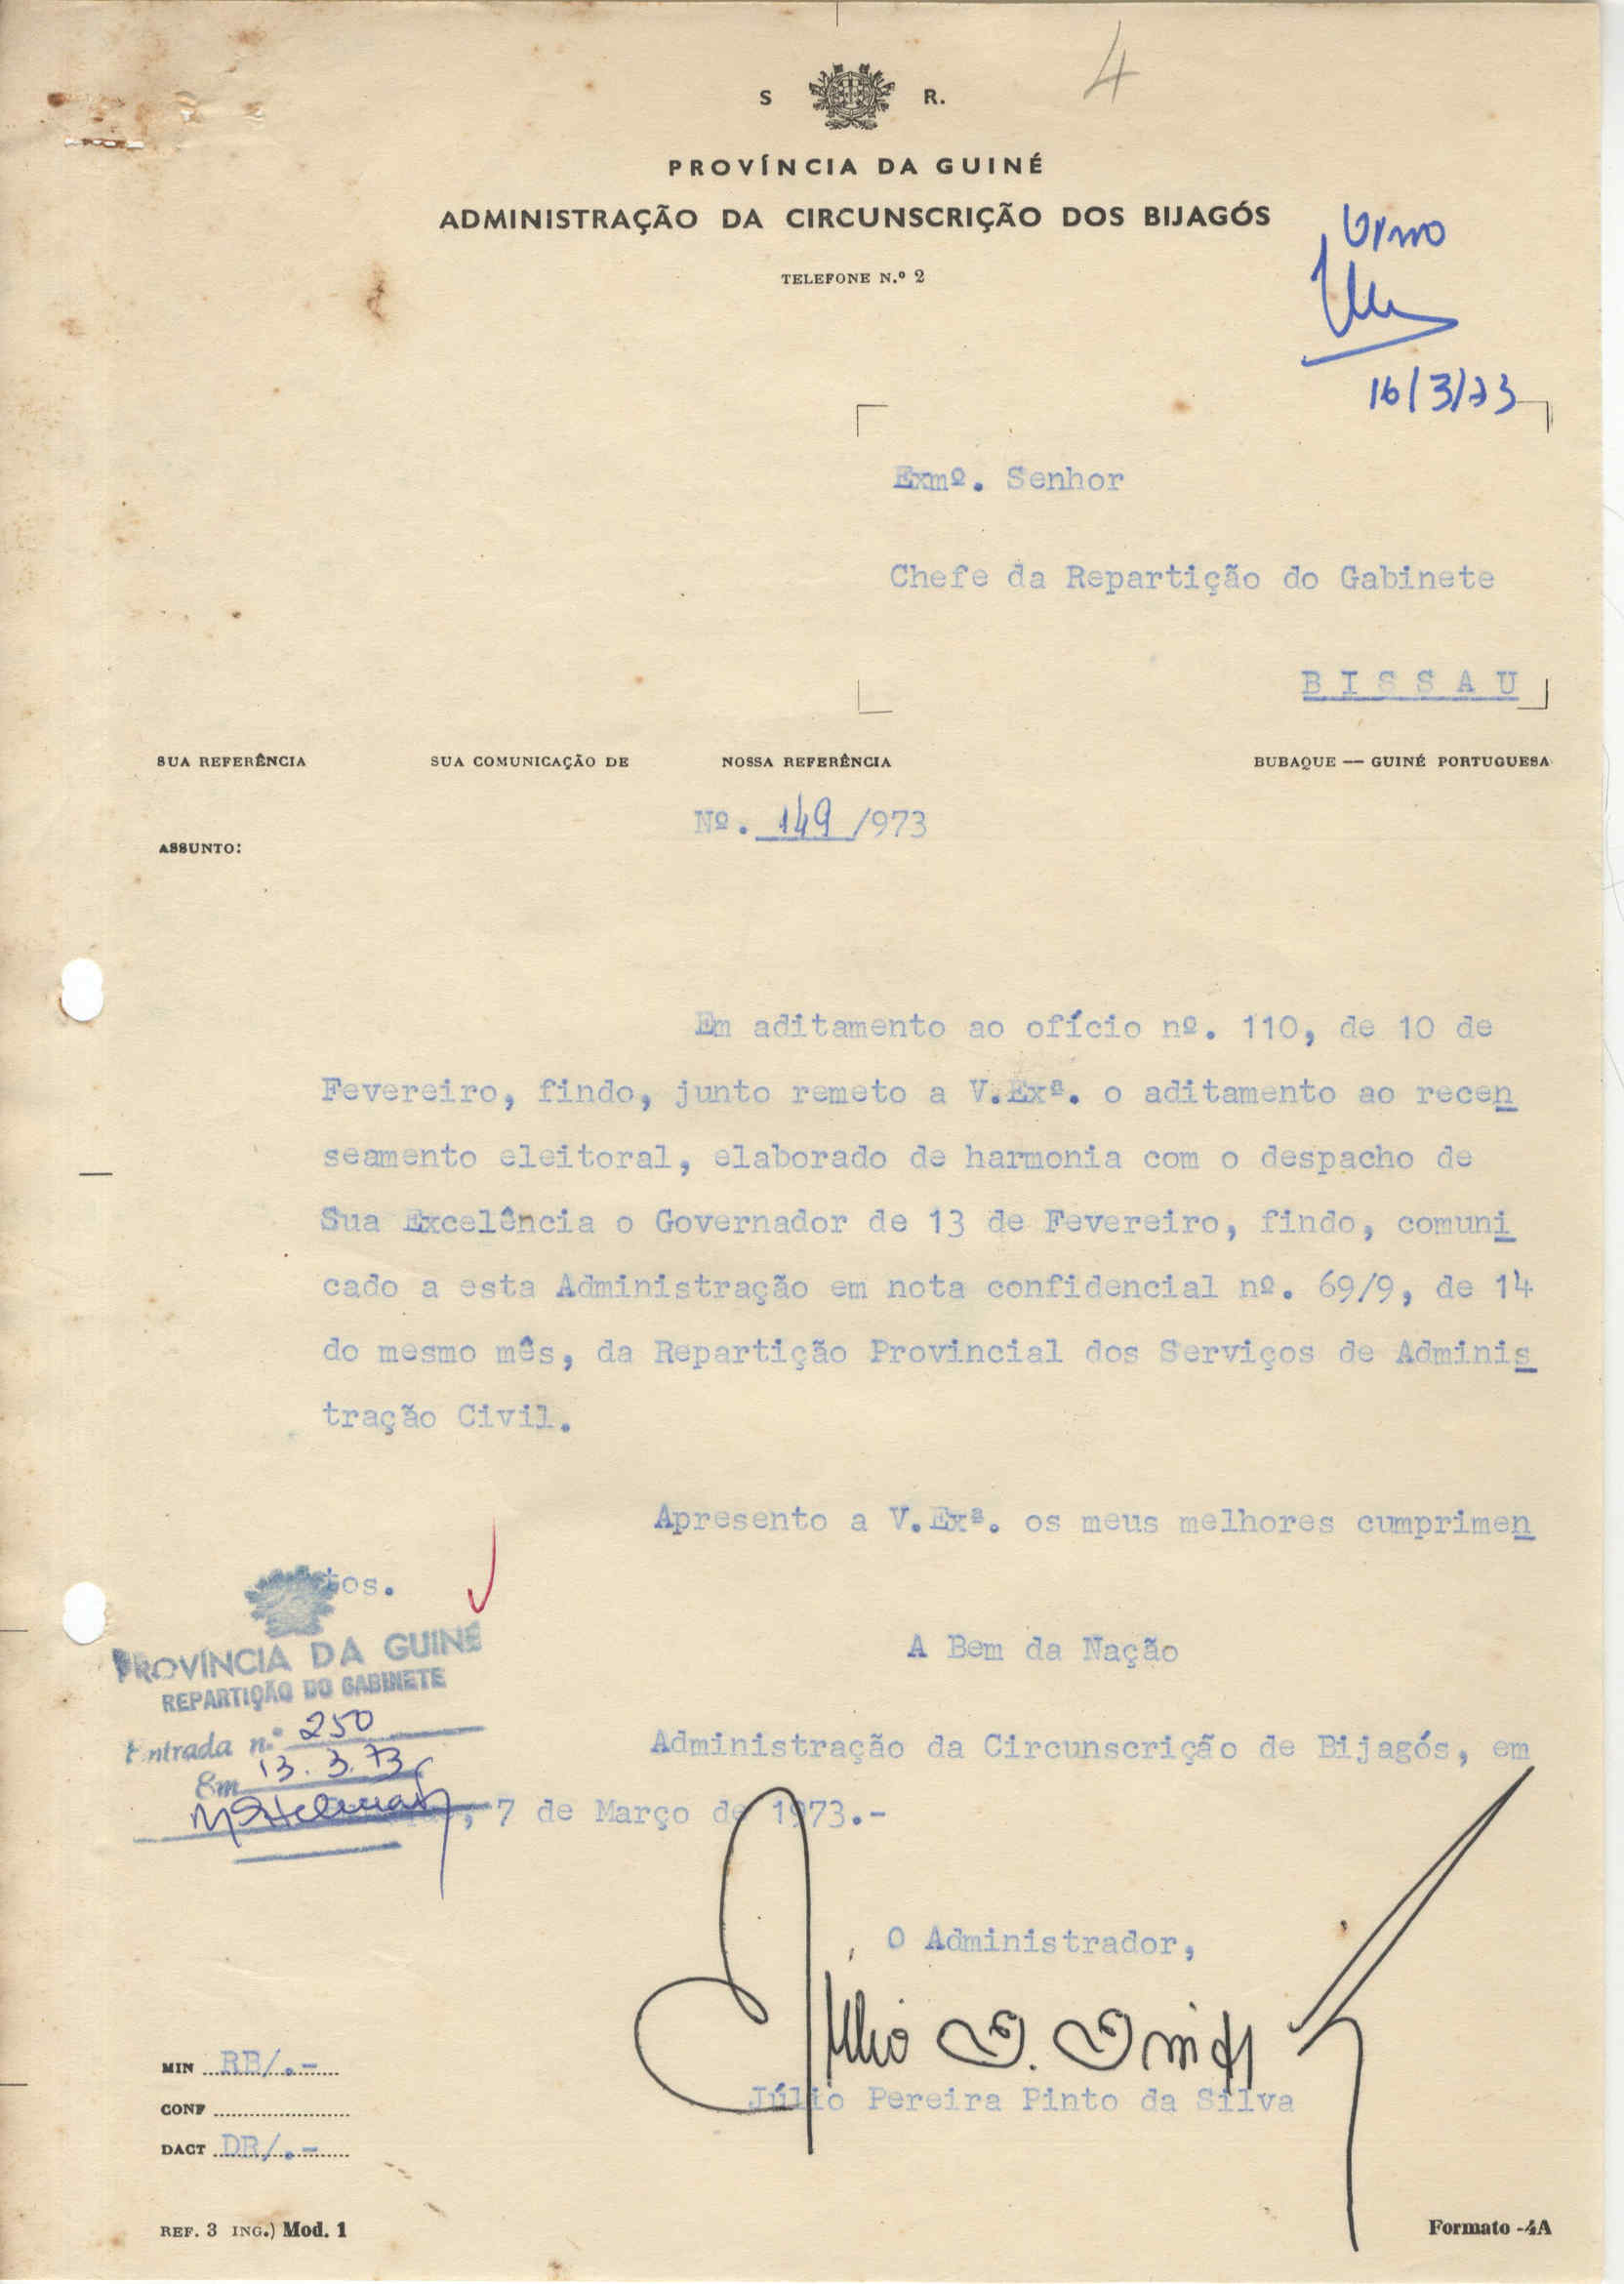 4
S R.
PROVÍNCIA DA GUINÉ
ADMINISTRAÇÃO DA CIRCUNSCRIÇÃO DOS BIJAGÓS
TELEFONE N.º 2
16/3/73
Exmº. Senhor
Chefe da Repartição do Gabinete
B I S S A U
SUA REFERÊNCIA SUA COMUNICAÇÃO DE NOSSA REFERÊNCIA BUBAQUE — GUINÉ PORTUGUESA
Nº. 149 /973
ASSUNTO:
Em aditamento ao ofício nº. 110, de 10 de
Fevereiro, findo, junto remeto a V.Exª. o aditamento ao recen
seamento eleitoral, elaborado de harmonia com o despacho de
Sua Excelência o Governador de 13 de Fevereiro, findo, comuni
cado a esta Administração em nota confidencial nº. 69/9, de 14
do mesmo mês, da Repartição Provincial dos Serviços de Adminis
tração Civil.
Apresento a V.Exª. os meus melhores cumprimen
tos.
PROVÍNCIA DA GUINÉ
REPARTIÇÃO DO GABINETE
Entrada n.º 250
Em 13.3.73
A Bem da Nação
Administração da Circunscrição de Bijagós, em
, 7 de Março de 1973.-
O Administrador,
Júlio Pereira Pinto da Silva
MIN RB/.-
CONF
DACT DR/.-
REF. 3 ING.) Mod. 1
Formato -4A